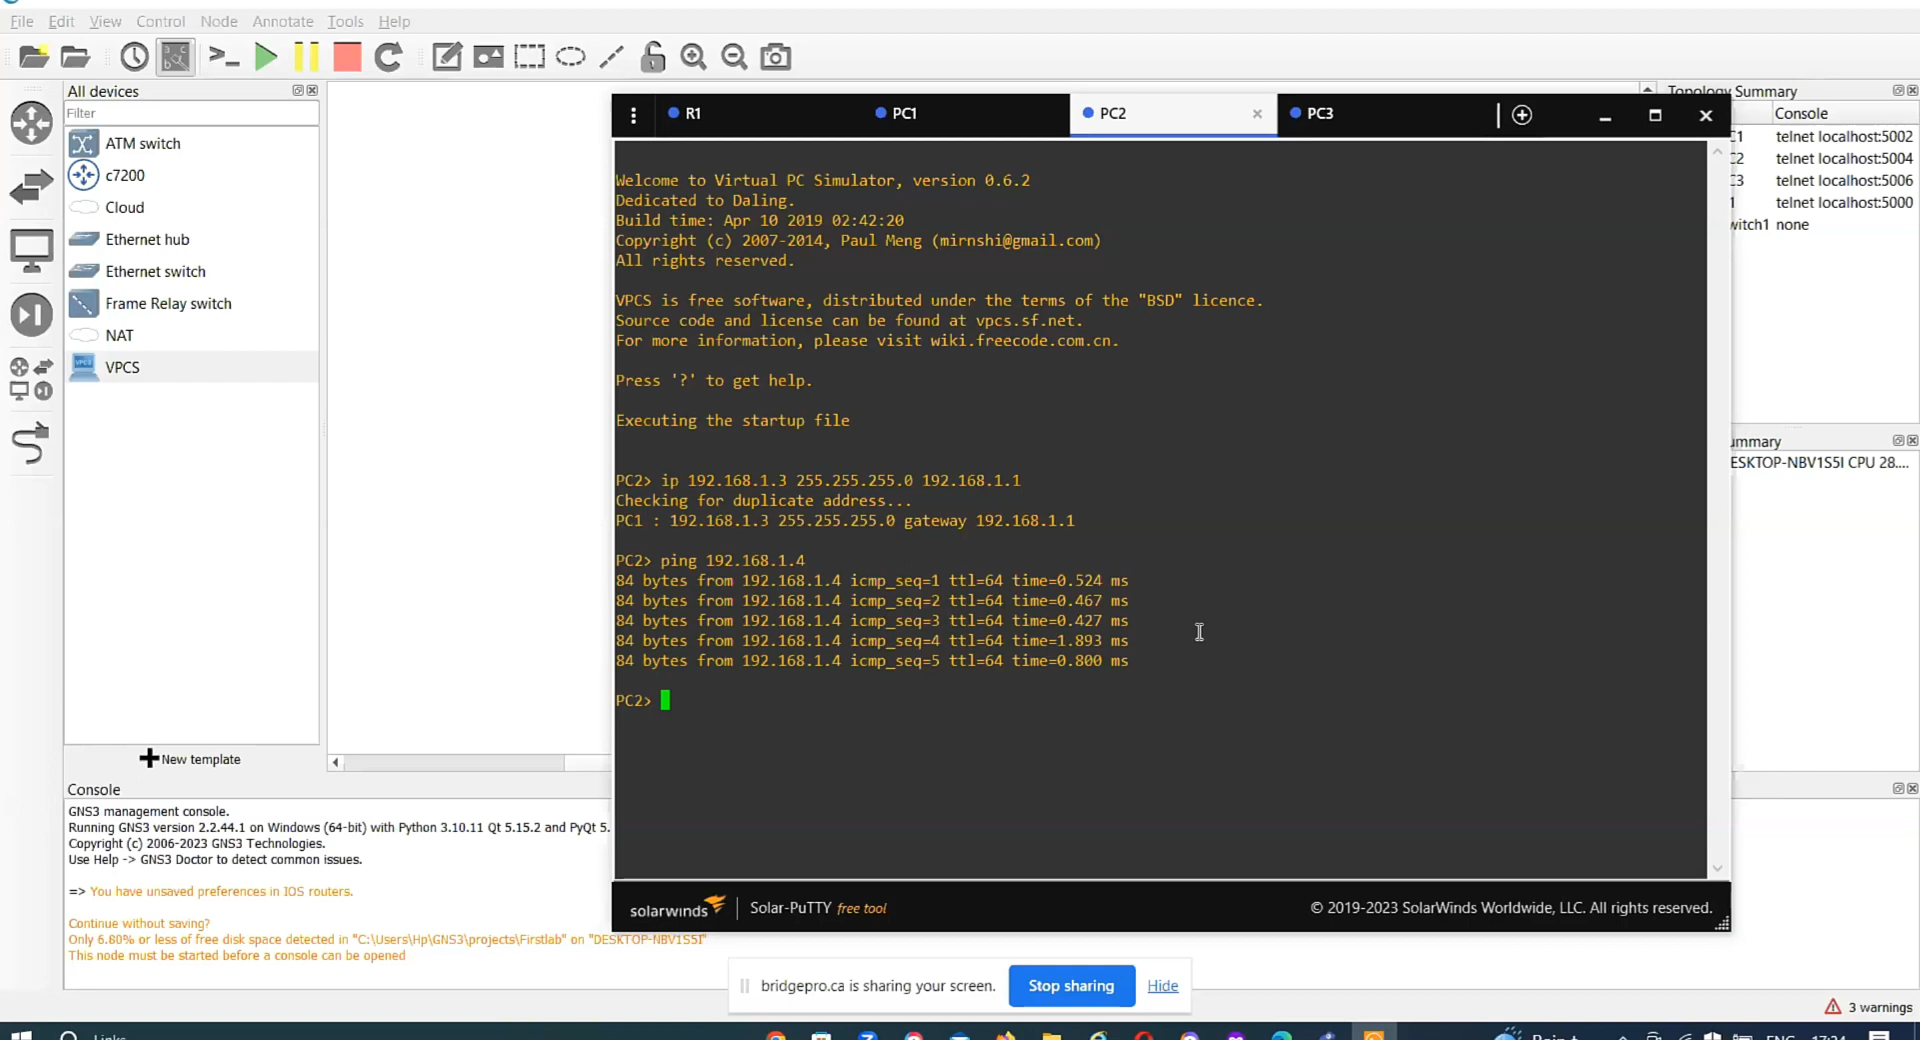 File Edit View Control Node Annotate Tools Help
All devices
Filter
ATM switch
c7200
Cloud
Ethernet hub
Ethernet switch
Frame Relay switch
NAT
VPCS
New template
R1 PC1 PC2 PC3
Welcome to Virtual PC Simulator, version 0.6.2
Dedicated to Daling.
Build time: Apr 10 2019 02:42:20
Copyright (c) 2007-2014, Paul Meng (mirnshi@gmail.com)
All rights reserved.
VPCS is free software, distributed under the terms of the "BSD" licence.
Source code and license can be found at vpcs.sf.net.
For more information, please visit wiki.freecode.com.cn.
Press '?' to get help.
Executing the startup file
PC2> ip 192.168.1.3 255.255.255.0 192.168.1.1
Checking for duplicate address...
PC1 : 192.168.1.3 255.255.255.0 gateway 192.168.1.1
PC2> ping 192.168.1.4
84 bytes from 192.168.1.4 icmp_seq=1 ttl=64 time=0.524 ms
84 bytes from 192.168.1.4 icmp_seq=2 ttl=64 time=0.467 ms
84 bytes from 192.168.1.4 icmp_seq=3 ttl=64 time=0.427 ms
84 bytes from 192.168.1.4 icmp_seq=4 ttl=64 time=1.893 ms
84 bytes from 192.168.1.4 icmp_seq=5 ttl=64 time=0.800 ms
PC2>
solarwinds Solar-PuTTY free tool
© 2019-2023 SolarWinds Worldwide, LLC. All rights reserved.
Topology Summary
Console
C1 telnet localhost:5002
C2 telnet localhost:5004
C3 telnet localhost:5006
1 telnet localhost:5000
witch1 none
ummary
ESKTOP-NBV1S5I CPU 28....
Console
GNS3 management console.
Running GNS3 version 2.2.44.1 on Windows (64-bit) with Python 3.10.11 Qt 5.15.2 and PyQt 5.
Copyright (c) 2006-2023 GNS3 Technologies.
Use Help -> GNS3 Doctor to detect common issues.
=> You have unsaved preferences in IOS routers.
Continue without saving?
Only 6.80% or less of free disk space detected in "C:\Users\Hp\GNS3\projects\Firstlab" on "DESKTOP-NBV1S5I"
This node must be started before a console can be opened
bridgepro.ca is sharing your screen. Stop sharing Hide
3 warnings